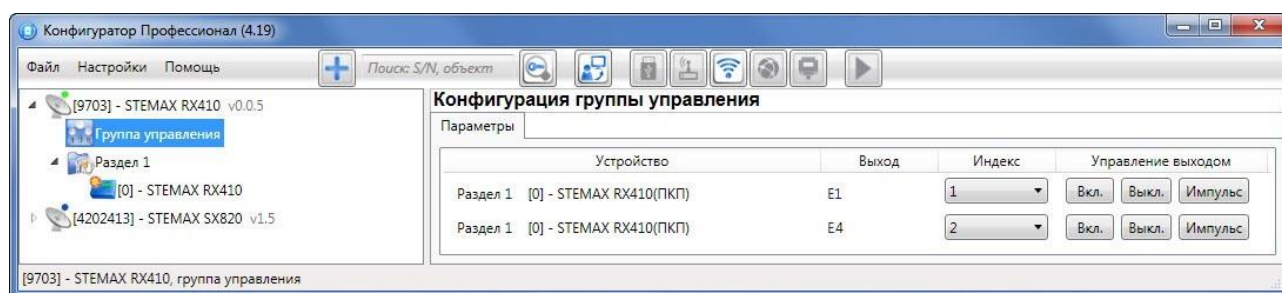 Конфигуратор Профессионал (4.19)
Файл Настройки Помощь Поиск: S/N, объект
[9703] - STEMAX RX410 v0.0.5
Группа управления
Раздел 1
[0] - STEMAX RX410
[4202413] - STEMAX SX820 v1.5
Конфигурация группы управления
Параметры
Устройство Выход Индекс Управление выходом
Раздел 1 [0] - STEMAX RX410(ПКП) E1 1 Вкл. Выкл. Импульс
Раздел 1 [0] - STEMAX RX410(ПКП) E4 2 Вкл. Выкл. Импульс
[9703] - STEMAX RX410, группа управления